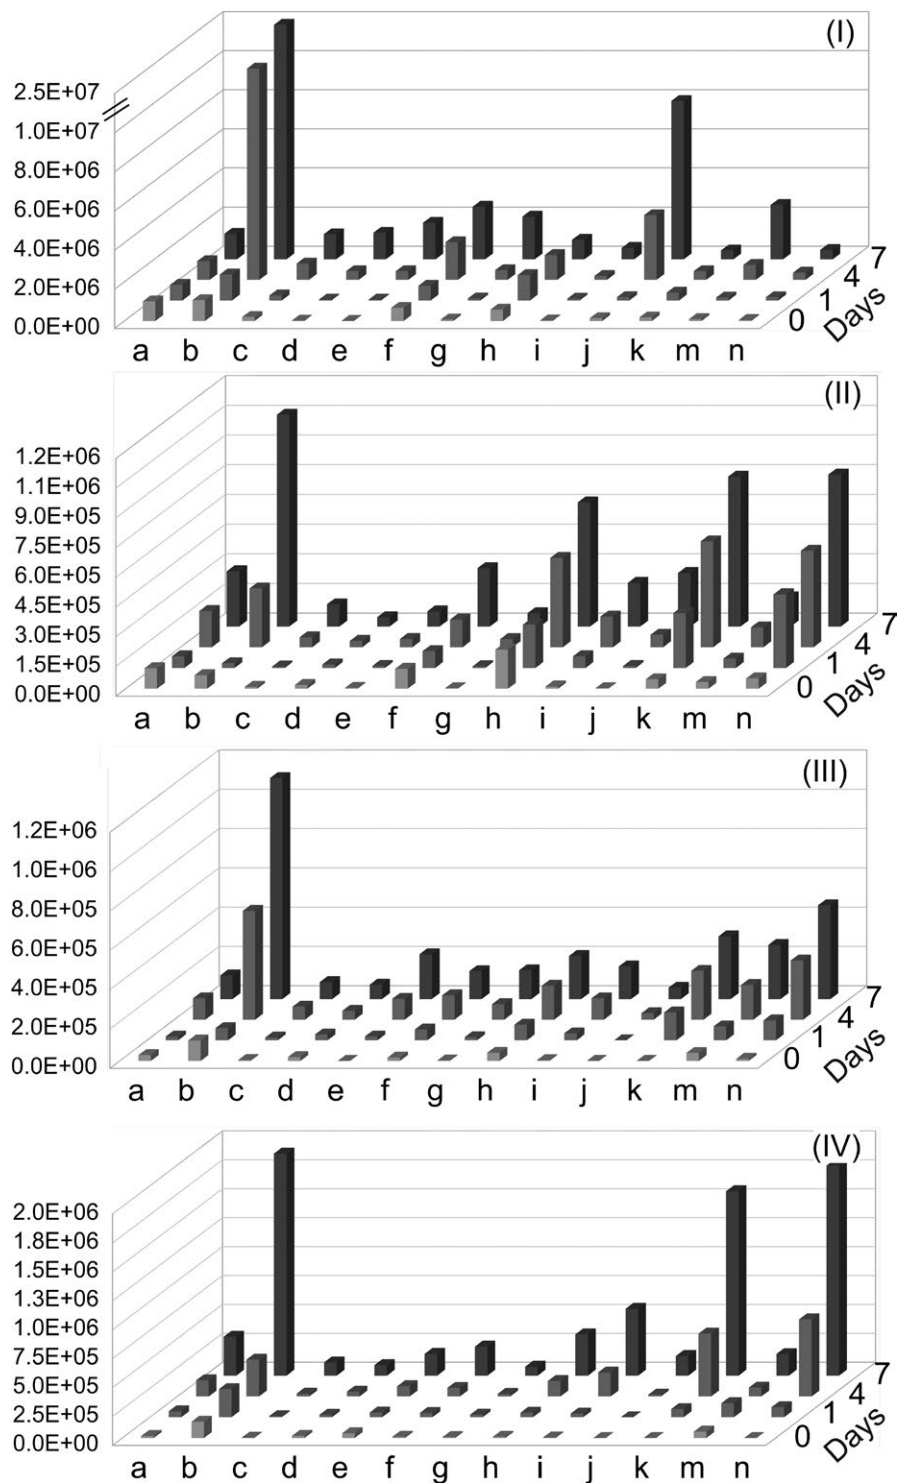 (I)
2.5E+07
1.0E+07
8.0E+06
6.0E+06
4.0E+06
2.0E+06
0.0E+00
7
4
1
0
Days
a b c d e f g h i j k m n
(II)
1.2E+06
1.1E+06
9.0E+05
7.5E+05
6.0E+05
4.5E+05
3.0E+05
1.5E+05
0.0E+00
7
4
1
0
Days
a b c d e f g h i j k m n
(III)
1.2E+06
1.0E+06
8.0E+05
6.0E+05
4.0E+05
2.0E+05
0.0E+00
7
4
1
0
Days
a b c d e f g h i j k m n
(IV)
2.0E+06
1.8E+06
1.5E+06
1.3E+06
1.0E+06
7.5E+05
5.0E+05
2.5E+05
0.0E+00
7
4
1
0
Days
a b c d e f g h i j k m n